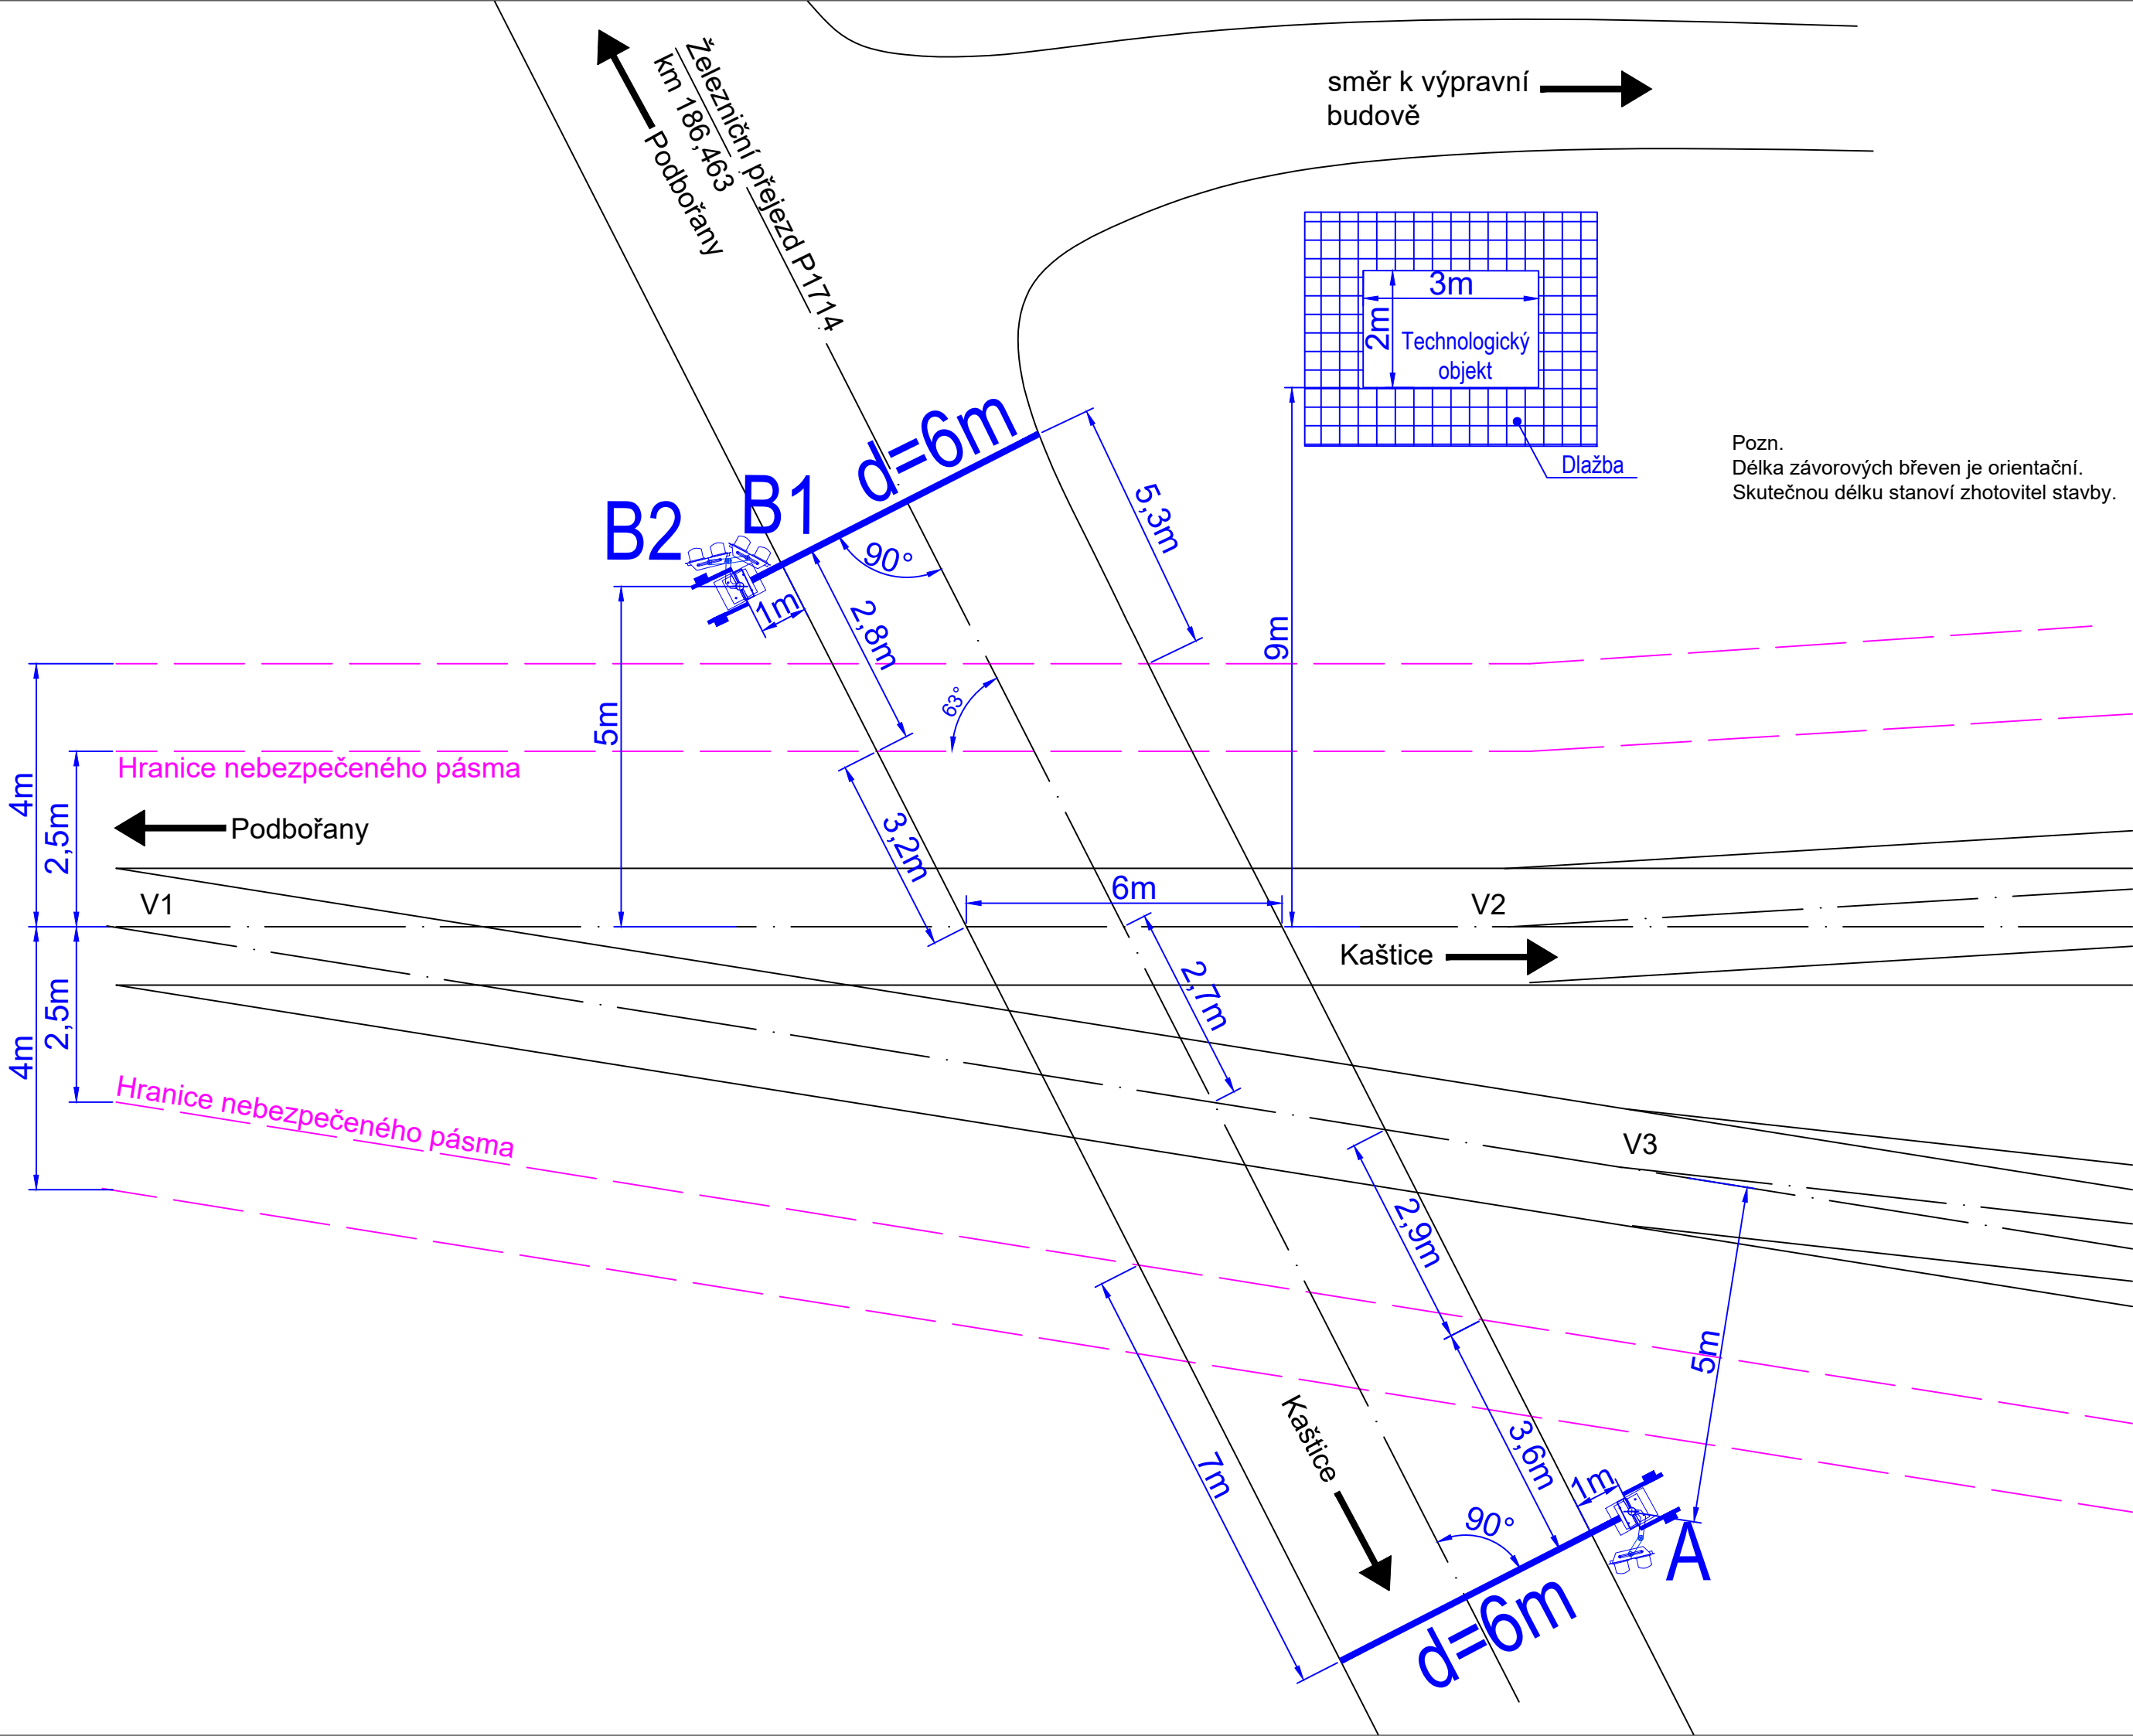 Železniční přejezd P1714
km 186,463
Podbořany
směr k výpravní
budově
3m
2m
Technologický
objekt
Dlažba
Pozn.
Délka závorových břeven je orientační.
Skutečnou délku stanoví zhotovitel stavby.
d=6m
B1
B2
90°
1m
2,8m
5,3m
9m
5m
63°
4m
2,5m
Hranice nebezpečeného pásma
Podbořany
3,2m
6m
V1
V2
Kaštice
2,7m
2,5m
4m
Hranice nebezpečeného pásma
V3
2,9m
5m
Kaštice
7m
3,6m
1m
90°
A
d=6m